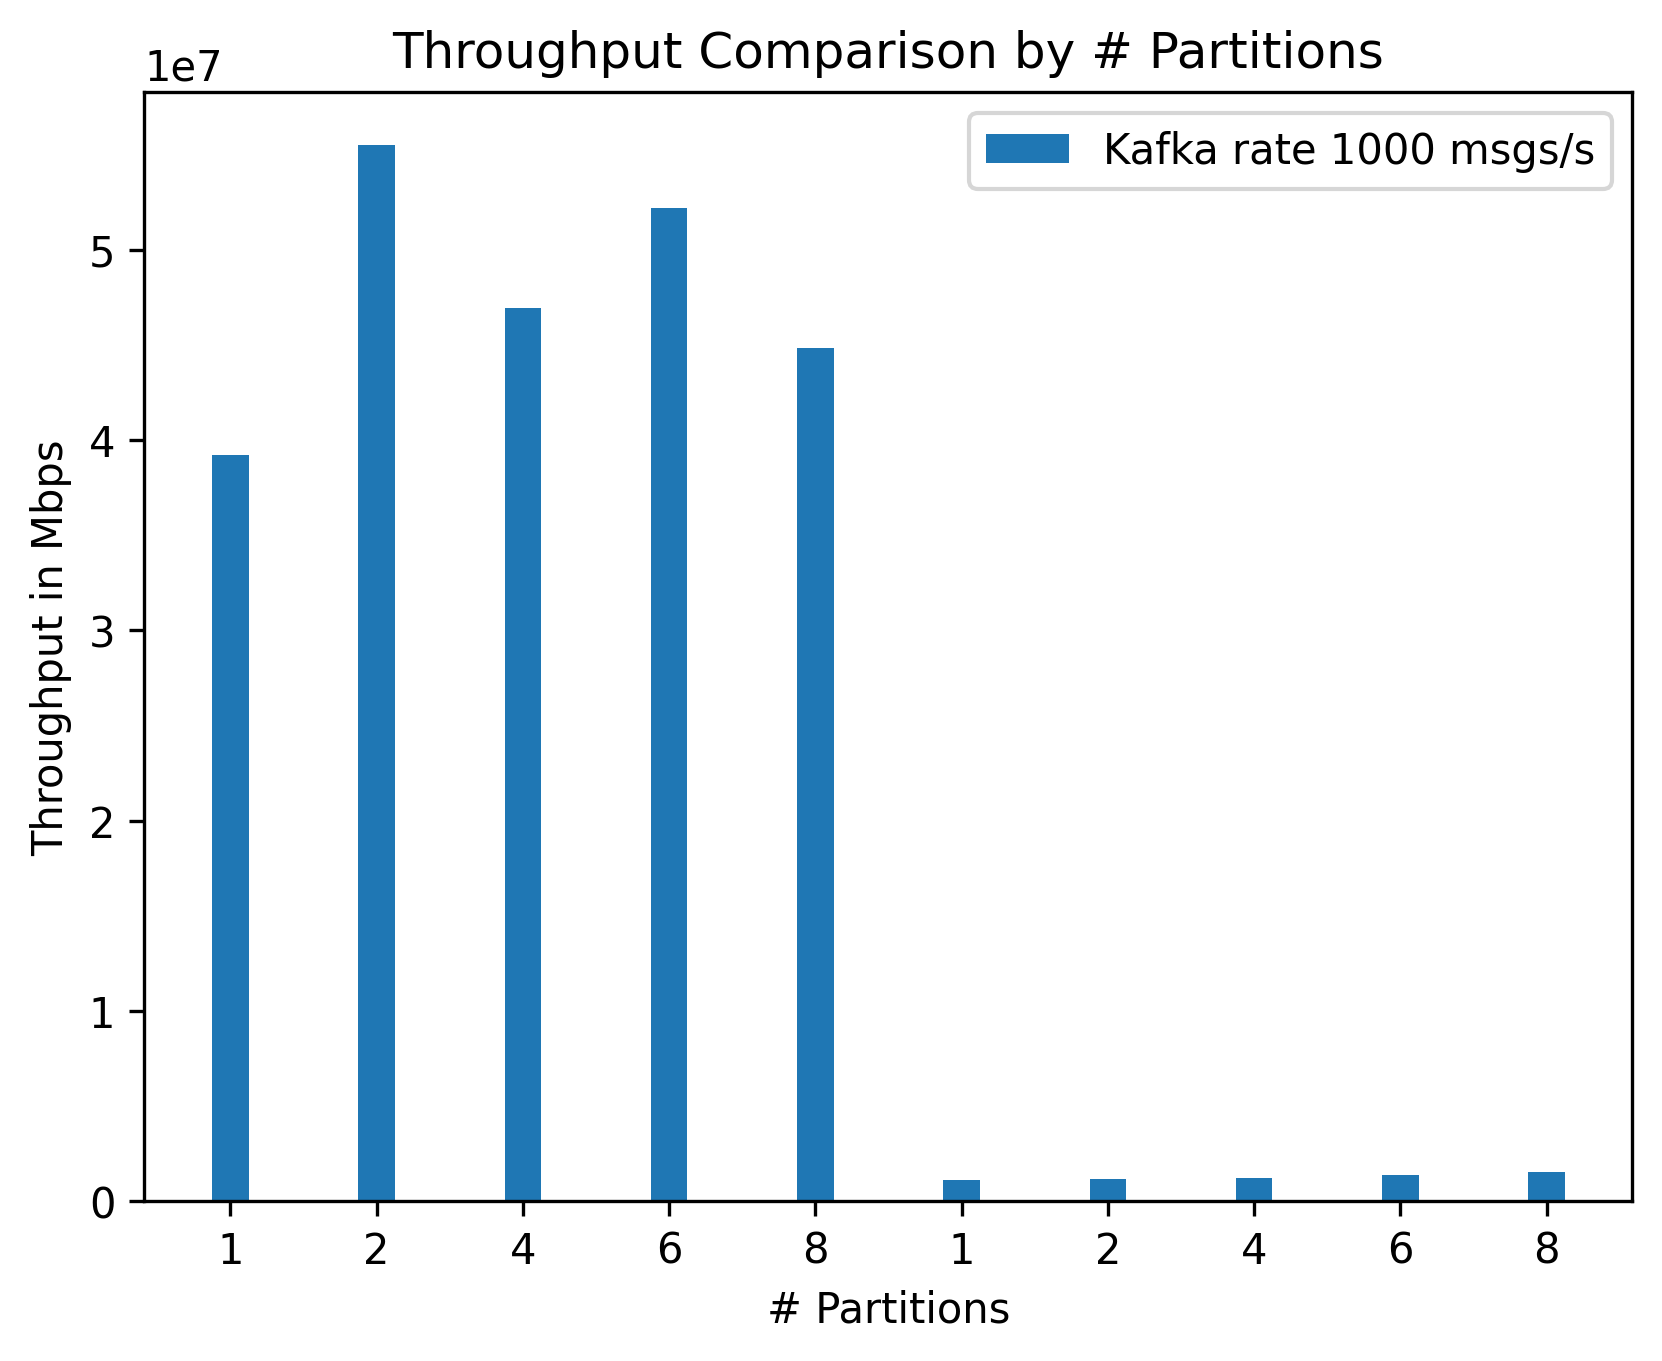 Throughput Comparison by # Partitions
1e7
Kafka rate 1000 msgs/s
5
4
3
2
1
0
Throughput in Mbps
1 2 4 6 8 1 2 4 6 8
# Partitions